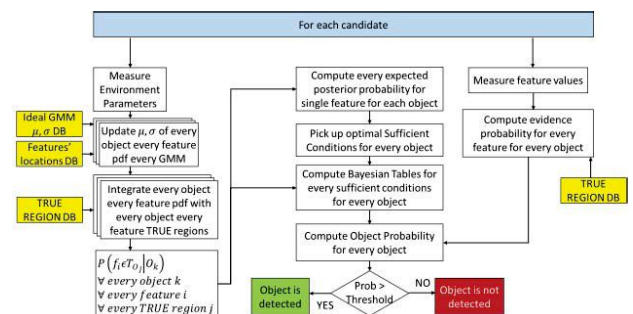 For each candidate
Measure
Environment
Parameters
Ideal GMM
μ, σ DB
Features'
locations DB
Update μ, σ of every
object every feature
pdf every GMM
TRUE
REGION DB
Integrate every object
every feature pdf with
every object every
feature TRUE regions
P(f_i ϵT_{O_j}|O_k)
∀ every object k
∀ every feature i
∀ every TRUE region j
Compute every expected
posterior probability for
single feature for each object
Pick up optimal Sufficient
Conditions for every object
Compute Bayesian Tables for
every sufficient conditions
for every object
Compute Object Probability
for every object
Prob >
Threshold
YES
NO
Object is
detected
Object is not
detected
Measure feature values
Compute evidence
probability for every
feature for every object
TRUE
REGION DB